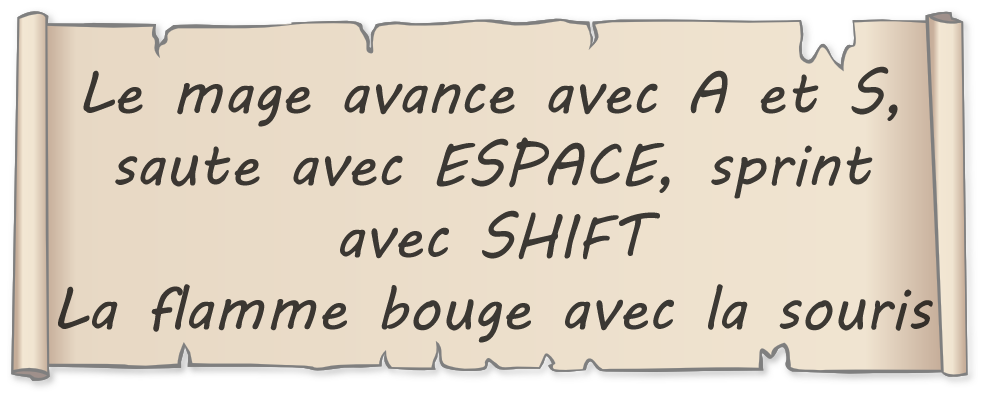 Le mage avance avec A et S,
saute avec ESPACE, sprint
avec SHIFT
La flamme bouge avec la souris